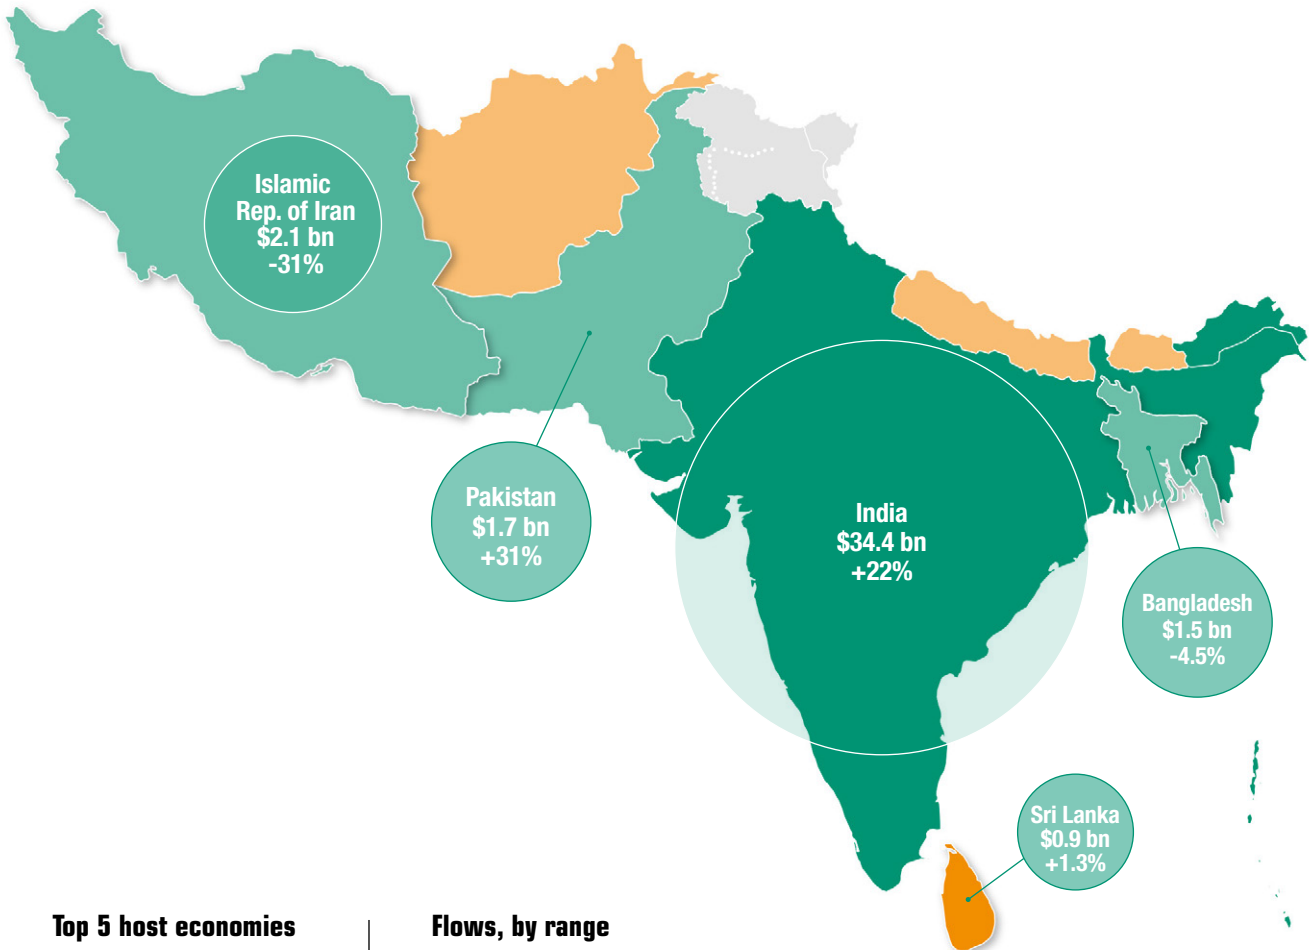 Islamic
Rep. of Iran
$2.1 bn
-31%
Pakistan
$1.7 bn
+31%
India
$34.4 bn
+22%
Bangladesh
$1.5 bn
-4.5%
Sri Lanka
$0.9 bn
+1.3%
Top 5 host economies
Flows, by range